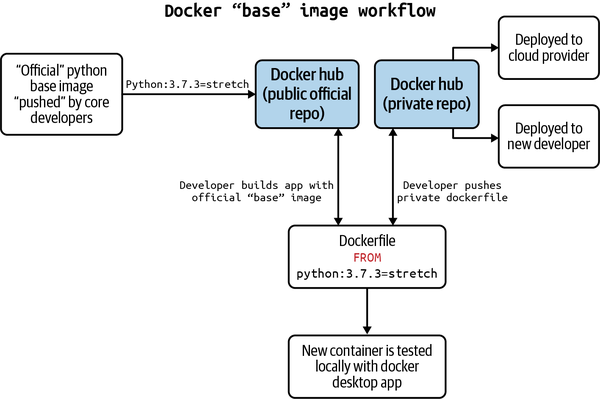 Docker “base” image workflow
“Official” python
base image
“pushed” by core
developers
Python:3.7.3=stretch
Docker hub
(public official
repo)
Docker hub
(private repo)
Deployed to
cloud provider
Deployed to
new developer
Developer builds app with
official “base” image
Developer pushes
private dockerfile
Dockerfile
FROM
python:3.7.3=stretch
New container is tested
locally with docker
desktop app